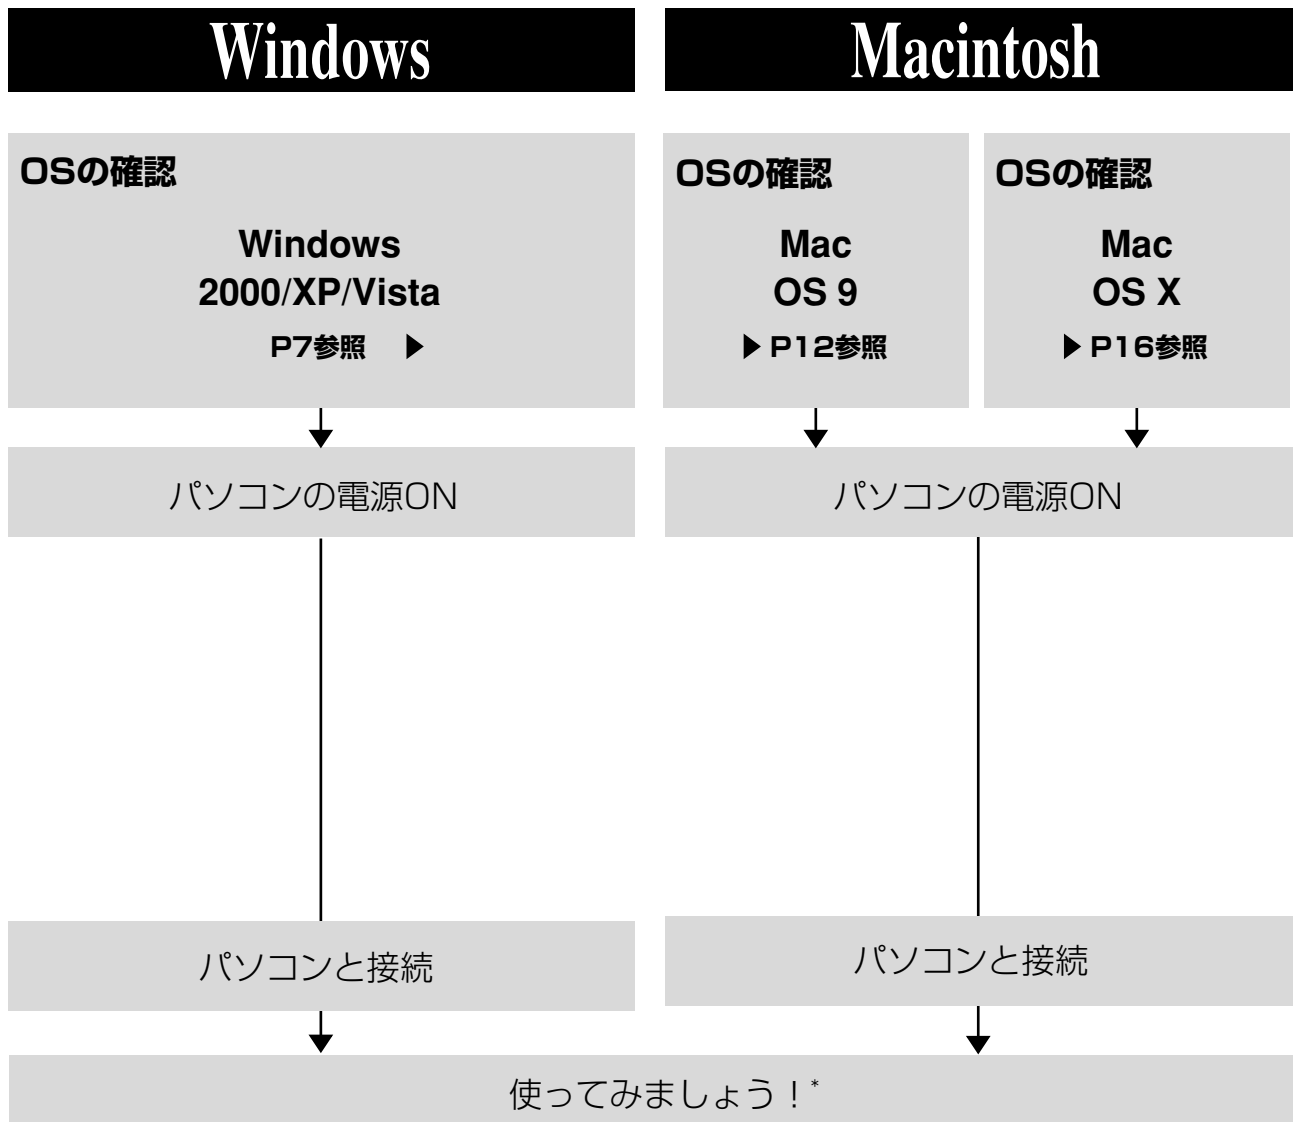 Windows
OSの確認
Windows
2000/XP/Vista
P7参照 ▶
パソコンの電源ON
パソコンと接続
Macintosh
OSの確認
Mac
OS 9
▶ P12参照
OSの確認
Mac
OS X
▶ P16参照
パソコンの電源ON
パソコンと接続
使ってみましょう！*